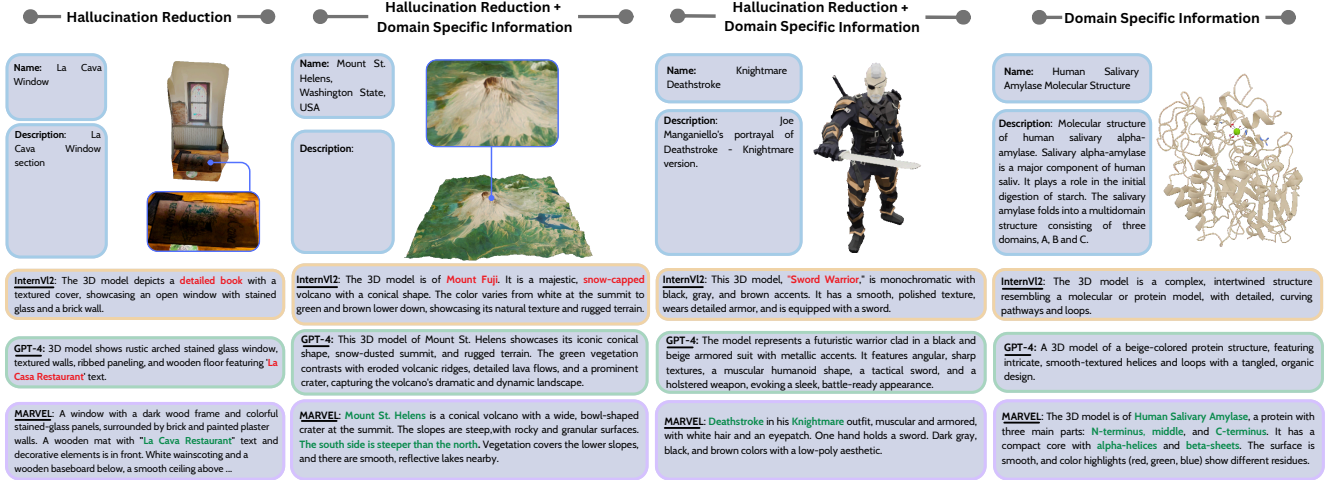 Hallucination Reduction
Name: La Cava
Window
Description: La
Cava Window
section
InternVl2: The 3D model depicts a detailed book with a
textured cover, showcasing an open window with stained
glass and a brick wall.
GPT-4: 3D model shows rustic arched stained glass window,
textured walls, ribbed paneling, and wooden floor featuring 'La
Casa Restaurant' text.
MARVEL: A window with a dark wood frame and colorful
stained-glass panels, surrounded by brick and painted plaster
walls. A wooden mat with "La Cava Restaurant" text and
decorative elements is in front. White wainscoting and a
wooden baseboard below, a smooth ceiling above ...
Hallucination Reduction +
Domain Specific Information
Name: Mount St.
Helens,
Washington State,
USA
Description:
InternVl2: The 3D model is of Mount Fuji. It is a majestic, snow-capped
volcano with a conical shape. The color varies from white at the summit to
green and brown lower down, showcasing its natural texture and rugged terrain.
GPT-4: This 3D model of Mount St. Helens showcases its iconic conical
shape, snow-dusted summit, and rugged terrain. The green vegetation
contrasts with eroded volcanic ridges, detailed lava flows, and a prominent
crater, capturing the volcano's dramatic and dynamic landscape.
MARVEL: Mount St. Helens is a conical volcano with a wide, bowl-shaped
crater at the summit. The slopes are steep,with rocky and granular surfaces.
The south side is steeper than the north. Vegetation covers the lower slopes,
and there are smooth, reflective lakes nearby.
Hallucination Reduction +
Domain Specific Information
Name: Knightmare
Deathstroke
Description: Joe
Manganiello's portrayal of
Deathstroke - Knightmare
version.
InternVl2: This 3D model, "Sword Warrior," is monochromatic with
black, gray, and brown accents. It has a smooth, polished texture,
wears detailed armor, and is equipped with a sword.
GPT-4: The model represents a futuristic warrior clad in a black and
beige armored suit with metallic accents. It features angular, sharp
textures, a muscular humanoid shape, a tactical sword, and a
holstered weapon, evoking a sleek, battle-ready appearance.
MARVEL: Deathstroke in his Knightmare outfit, muscular and armored,
with white hair and an eyepatch. One hand holds a sword. Dark gray,
black, and brown colors with a low-poly aesthetic.
Domain Specific Information
Name: Human Salivary
Amylase Molecular Structure
Description: Molecular structure
of human salivary alpha-
amylase. Salivary alpha-amylase
is a major component of human
saliv. It plays a role in the initial
digestion of starch. The salivary
amylase folds into a multidomain
structure consisting of three
domains, A, B and C.
InternVl2: The 3D model is a complex, intertwined structure
resembling a molecular or protein model, with detailed, curving
pathways and loops.
GPT-4: A 3D model of a beige-colored protein structure, featuring
intricate, smooth-textured helices and loops with a tangled, organic
design.
MARVEL: The 3D model is of Human Salivary Amylase, a protein with
three main parts: N-terminus, middle, and C-terminus. It has a
compact core with alpha-helices and beta-sheets. The surface is
smooth, and color highlights (red, green, blue) show different residues.